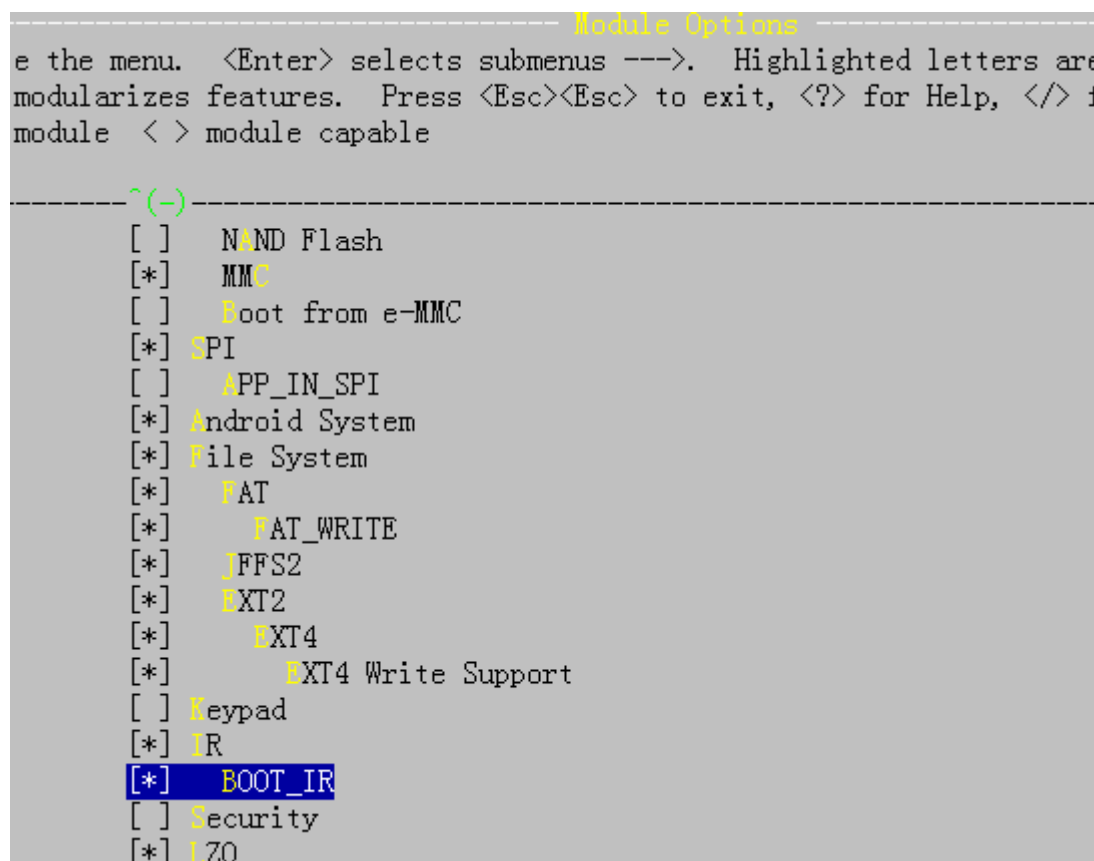 Module Options
e the menu.  <Enter> selects submenus --->.  Highlighted letters are
modularizes features.  Press <Esc><Esc> to exit, <?> for Help, </> f
module  < > module capable
^(-)
[ ]   NAND Flash
[*]   MMC
[ ]   Boot from e-MMC
[*] SPI
[ ]   APP_IN_SPI
[*] Android System
[*] File System
[*]   FAT
[*]     FAT_WRITE
[*]   JFFS2
[*]   EXT2
[*]     EXT4
[*]       EXT4 Write Support
[ ] Keypad
[*] IR
[*]   BOOT_IR
[ ] Security
[*] LZO